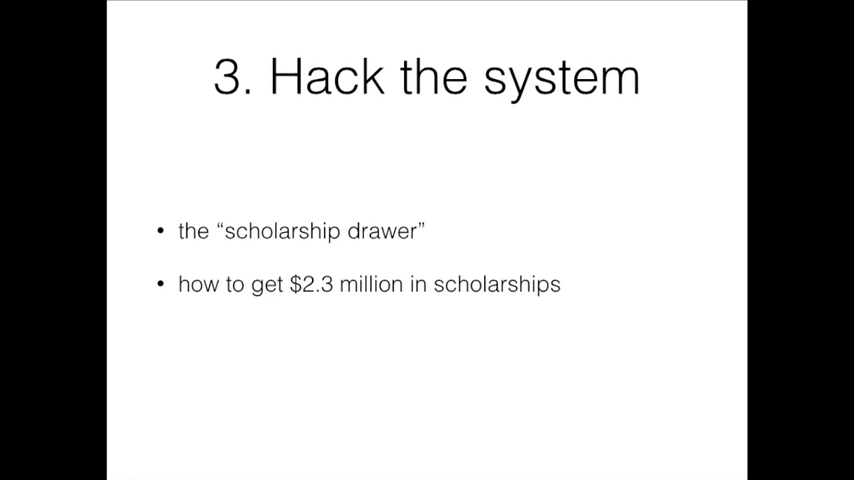 3. Hack the system
• the “scholarship drawer”
• how to get $2.3 million in scholarships